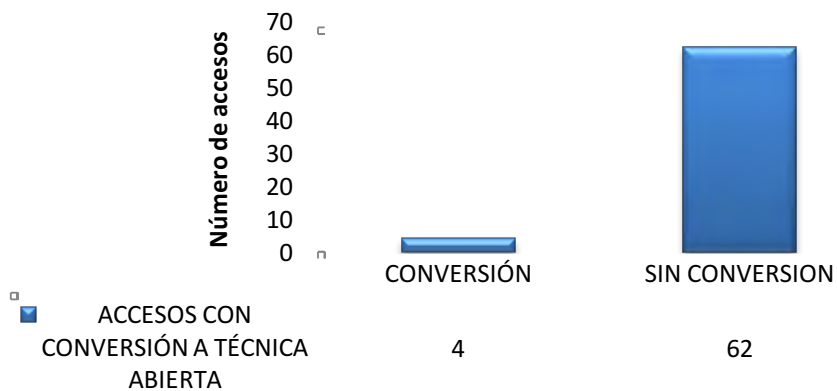 Número de accesos
70
60
50
40
30
20
10
0
CONVERSIÓN
SIN CONVERSION
ACCESOS CON
CONVERSIÓN A TÉCNICA
ABIERTA
4
62